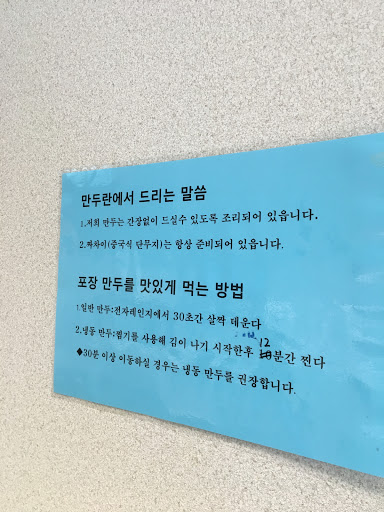 만두란에서 드리는 말씀
1.저희 만두는 간장없이 드실수 있도록 조리되어 있읍니다.
2.짜차이(중국식 단무지)는 항상 준비되어 있읍니다.
포장 만두를 맛있게 먹는 방법
1.일반 만두:전자레인지에서 30초간 살짝 데운다
2.냉동 만두:찜기를 사용해 김이 나기 시작한후 12분간 찐다
◆30분 이상 이동하실 경우는 냉동 만두를 권장합니다.